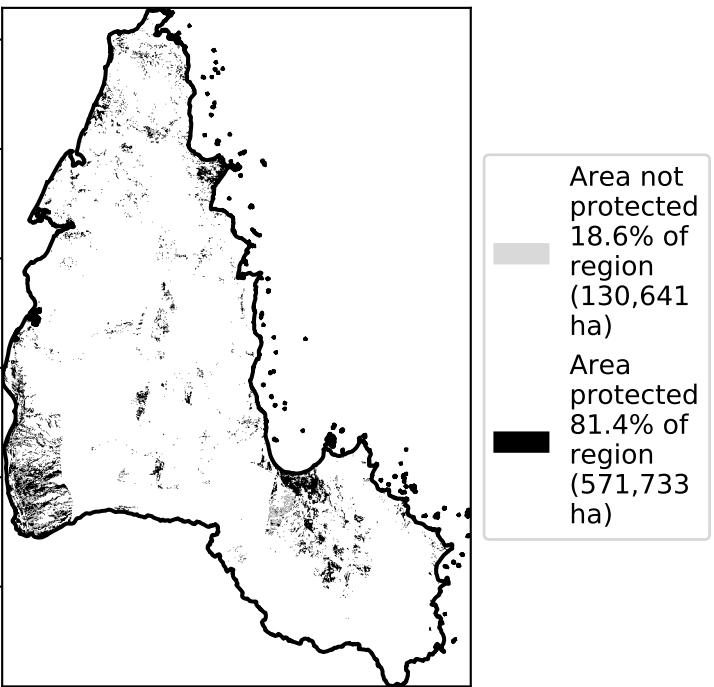 Area not
protected
18.6% of
region
(130,641
ha)
Area
protected
81.4% of
region
(571,733
ha)